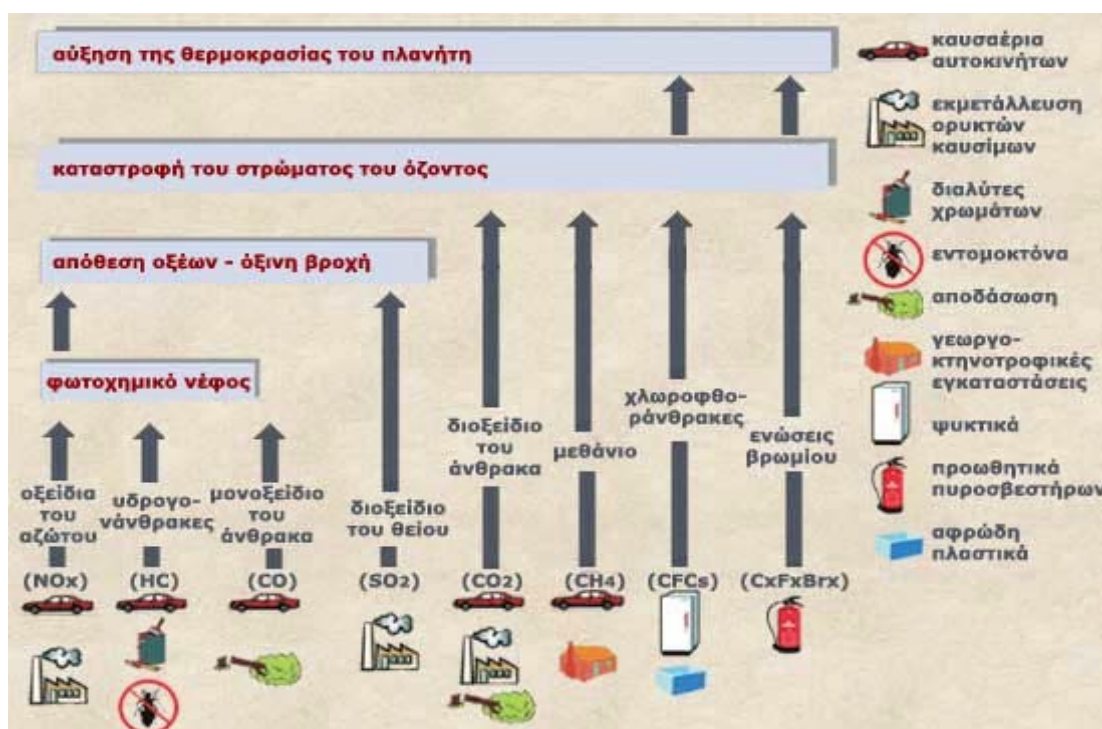 αύξηση της θερμοκρασίας του πλανήτη
καταστροφή του στρώματος του όζοντος
απόθεση οξέων - όξινη βροχή
φωτοχημικό νέφος
οξείδια
του
αζώτου
(NOx)
υδρογο-
νάνθρακες
(HC)
μονοξείδιο
του
άνθρακα
(CO)
διοξείδιο
του θείου
(SO2)
διοξείδιο
του
άνθρακα
(CO2)
μεθάνιο
(CH4)
χλωροφθο-
ράνθρακες
(CFCs)
ενώσεις
βρωμίου
(CxFxBrx)
καυσαέρια
αυτοκινήτων
εκμετάλλευση
ορυκτών
καυσίμων
διαλύτες
χρωμάτων
εντομοκτόνα
αποδάσωση
γεωργο-
κτηνοτροφικές
εγκαταστάσεις
ψυκτικά
προωθητικά
πυροσβεστήρων
αφρώδη
πλαστικά